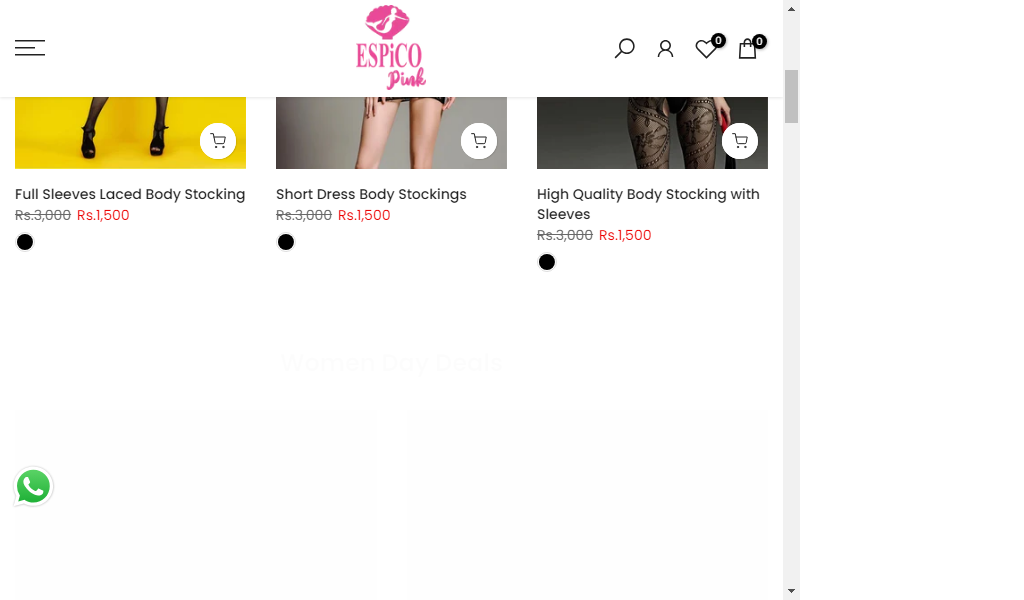 ESPiCO
Pink
0
0
Full Sleeves Laced Body Stocking
Rs.3,000 Rs.1,500
Short Dress Body Stockings
Rs.3,000 Rs.1,500
High Quality Body Stocking with
Sleeves
Rs.3,000 Rs.1,500
Women Day Deals